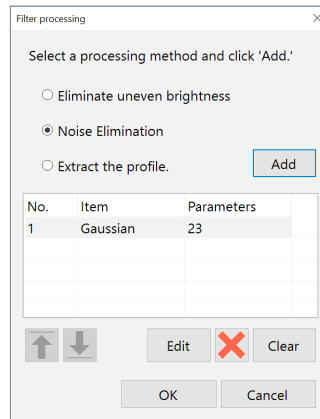 Filter processing
Select a processing method and click 'Add.'
Eliminate uneven brightness
Noise Elimination
Extract the profile.
Add
No. Item Parameters
1 Gaussian 23
Edit Clear
OK Cancel